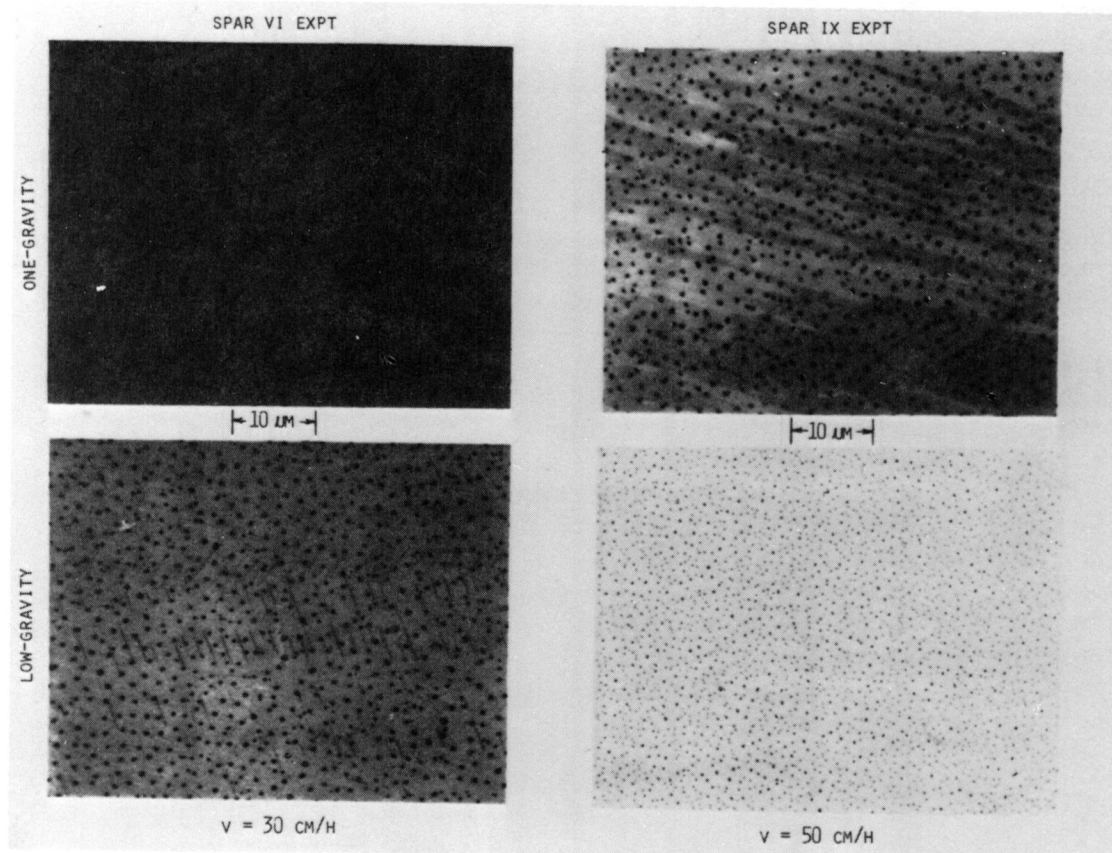 SPAR VI EXPT
SPAR IX EXPT
ONE-GRAVITY
10 µM
10 µM
LOW-GRAVITY
V = 30 CM/H
V = 50 CM/H